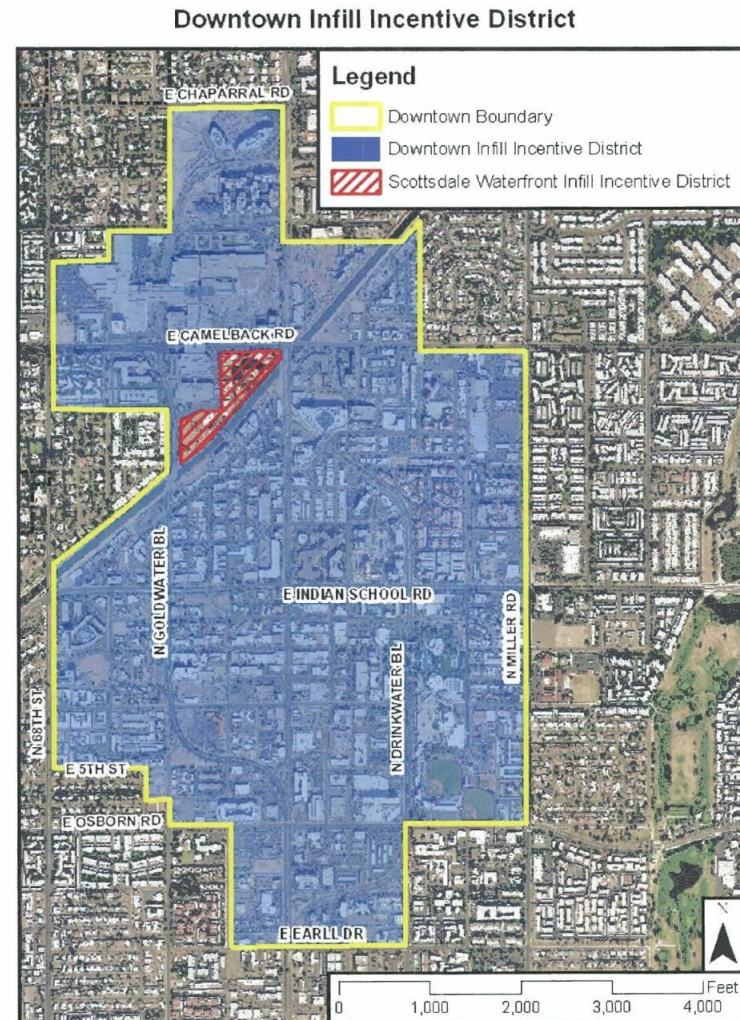 Downtown Infill Incentive District
Legend
Downtown Boundary
Downtown Infill Incentive District
Scottsdale Waterfront Infill Incentive District
E CHAPARRAL RD
E CAMELBACK RD
N GOLDWATER BL
E INDIAN SCHOOL RD
N MILLER RD
N DRINKWATER BL
N 68TH ST
E 5TH ST
E OSBORN RD
E EARLL DR
N
Feet
0 1,000 2,000 3,000 4,000